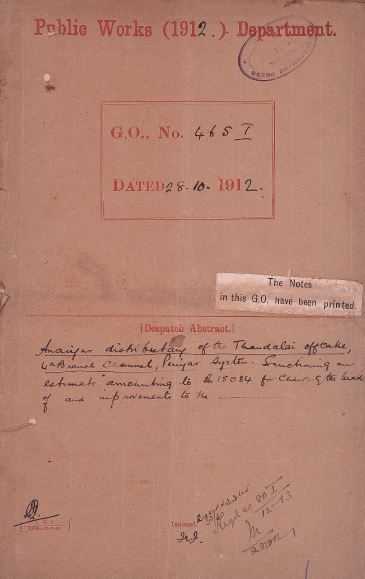 Public Works (1912.) Department.
G.O., No. 465 I
DATED 28-10-1912.
The Notes
in this G.O. have been printed.
[Despatch Abstract.]
Anaiyur distributary of the Thandalai offtake,
4th Branch Channel, Periyar System. Sanctioning an
estimate amounting to Rs 15084 for changing the head
of and improvements to the
Indexed.